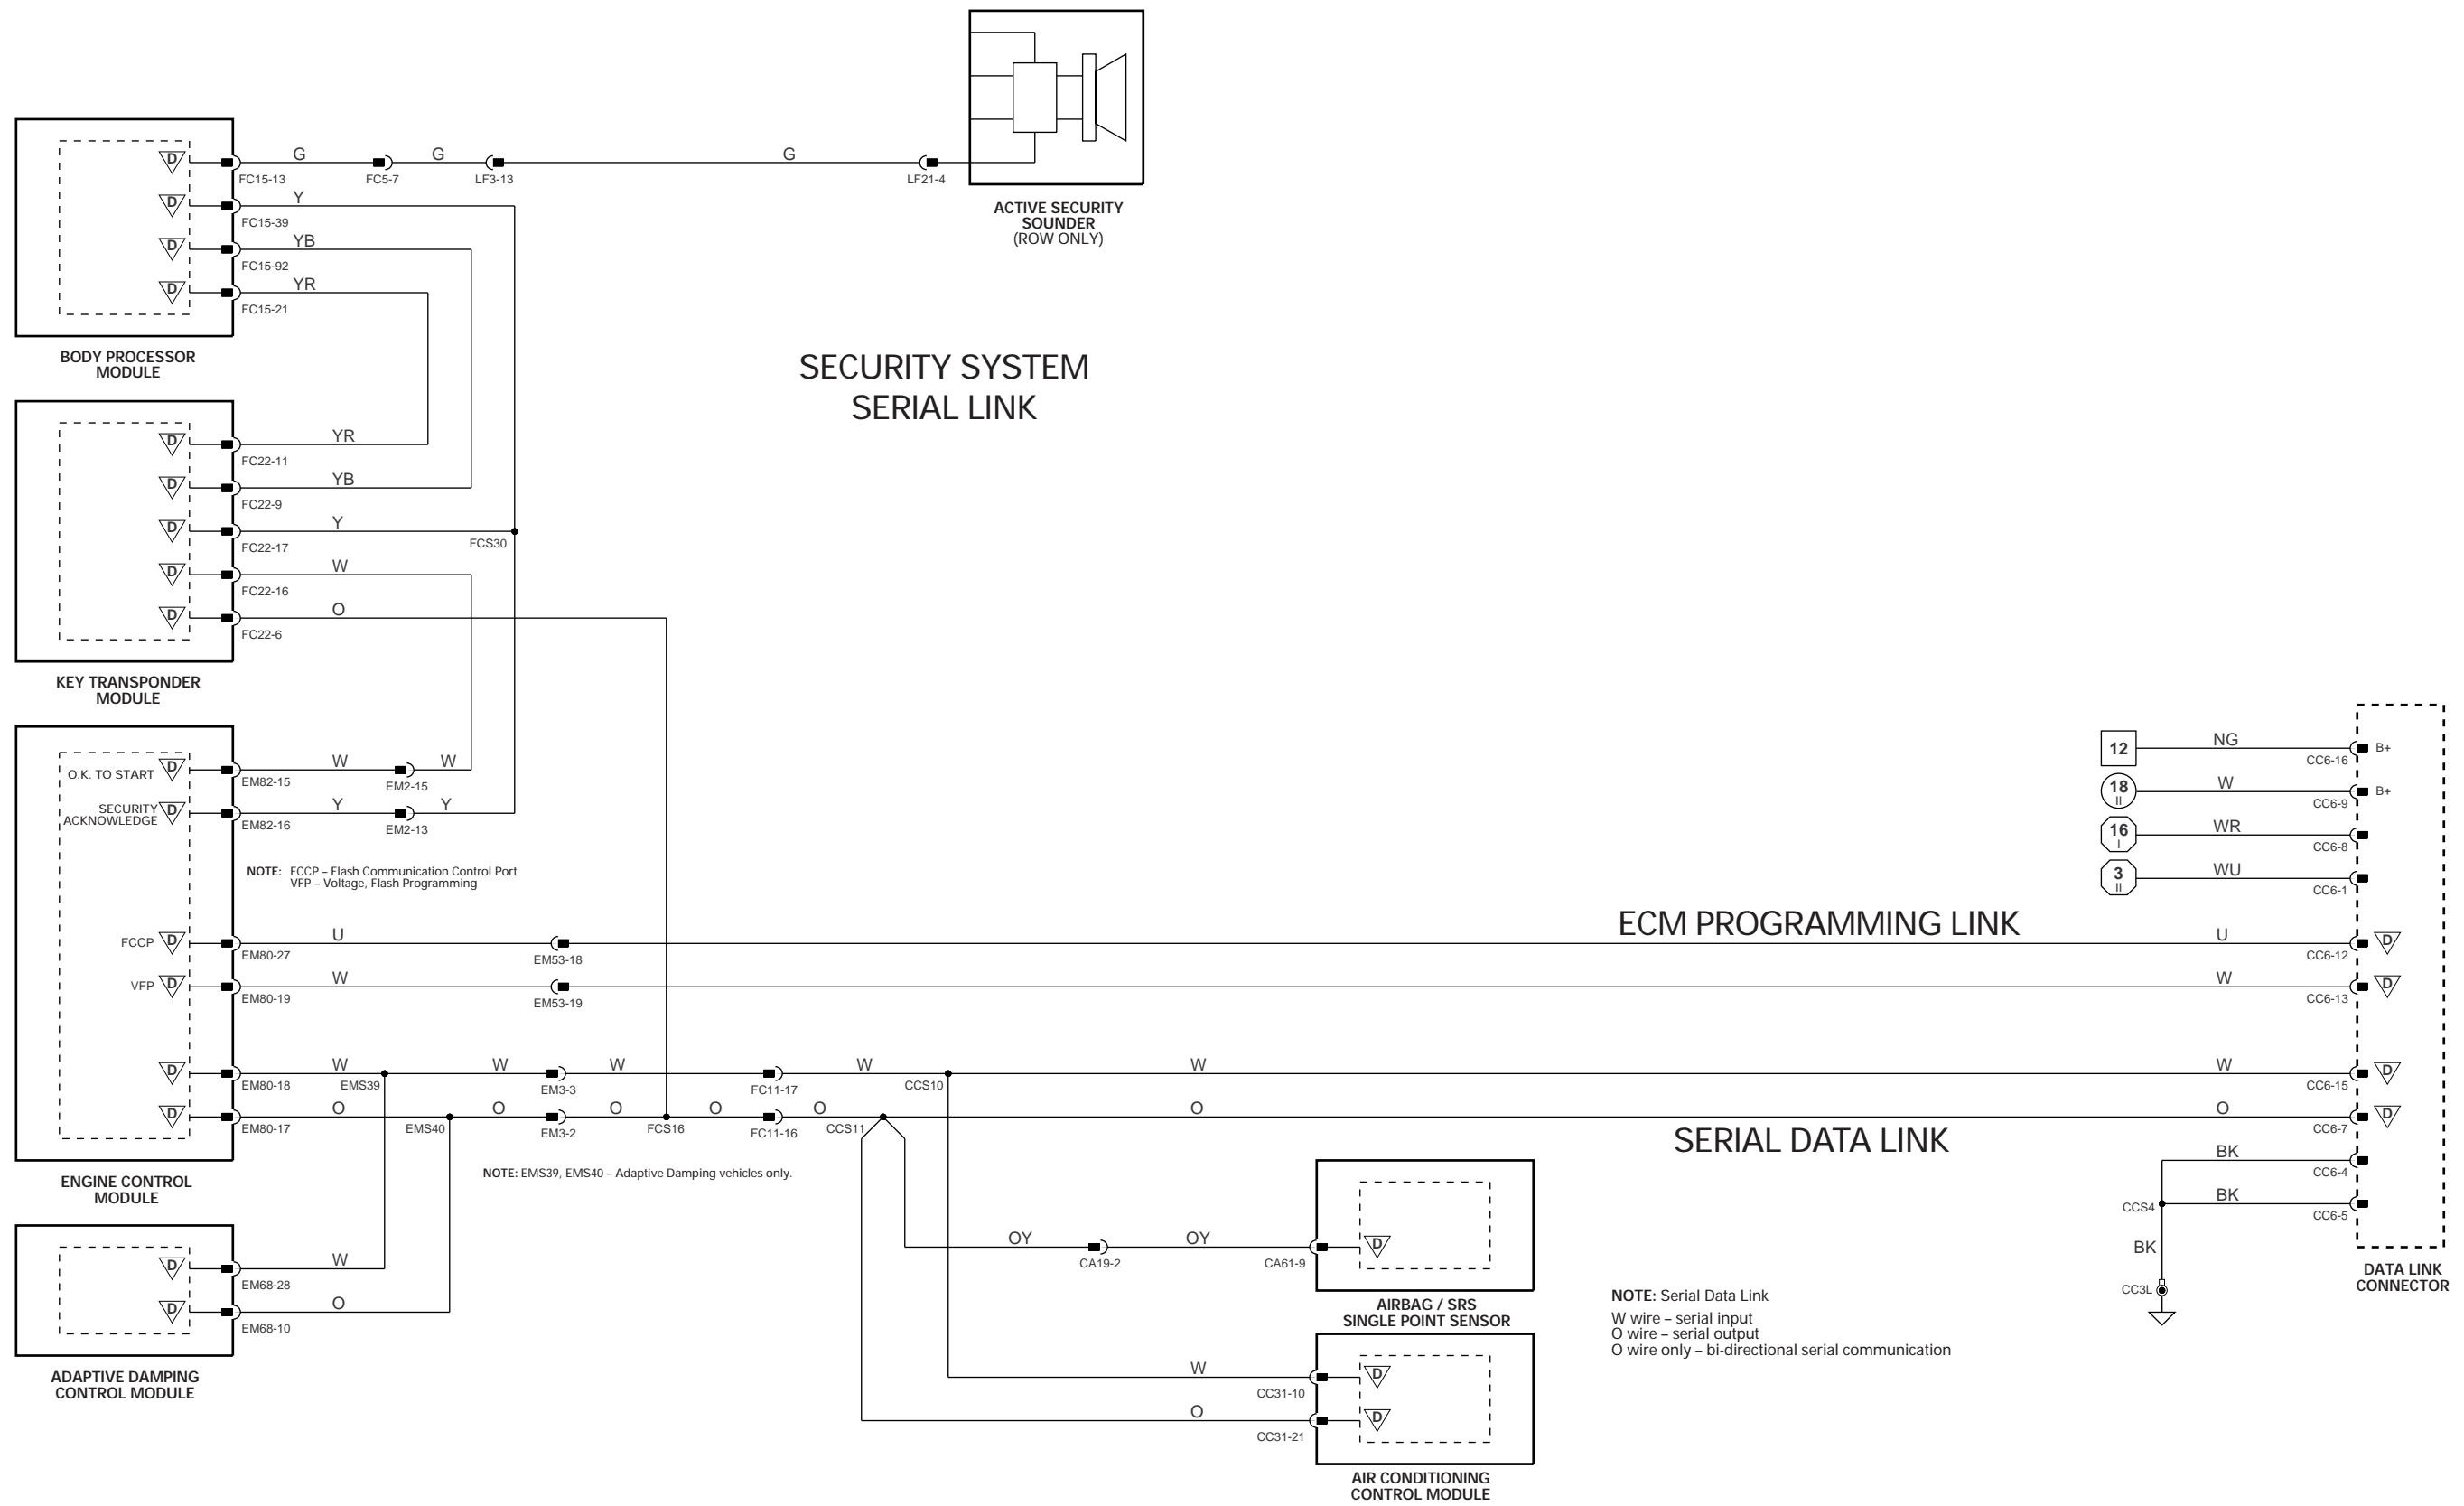 D
G
G
G
FC15-13
FC5-7
LF3-13
LF21-4
D
Y
FC15-39
D
YB
FC15-92
D
YR
FC15-21
BODY PROCESSOR
MODULE
ACTIVE SECURITY
SOUNDER
(ROW ONLY)
SECURITY SYSTEM
SERIAL LINK
D
YR
FC22-11
D
YB
FC22-9
D
Y
FC22-17
FCS30
D
W
FC22-16
D
O
FC22-6
KEY TRANSPONDER
MODULE
O.K. TO START
D
W
W
EM82-15
EM2-15
SECURITY
ACKNOWLEDGE
D
Y
Y
EM82-16
EM2-13
NOTE: FCCP – Flash Communication Control Port
VFP – Voltage, Flash Programming
12
NG
CC6-16
B+
18
II
W
CC6-9
B+
16
I
WR
CC6-8
3
II
WU
CC6-1
ECM PROGRAMMING LINK
FCCP
D
U
EM80-27
EM53-18
U
CC6-12
D
VFP
D
W
EM80-19
EM53-19
W
CC6-13
D
D
W
W
W
W
W
W
EM80-18
EMS39
EM3-3
FC11-17
CCS10
CC6-15
D
D
O
O
O
O
O
O
O
EM80-17
EMS40
EM3-2
FCS16
FC11-16
CCS11
CC6-7
D
SERIAL DATA LINK
BK
CC6-4
BK
CCS4
CC6-5
BK
CC3L
DATA LINK
CONNECTOR
ENGINE CONTROL
MODULE
NOTE: EMS39, EMS40 – Adaptive Damping vehicles only.
D
W
EM68-28
D
O
EM68-10
ADAPTIVE DAMPING
CONTROL MODULE
OY
OY
CA19-2
CA61-9
D
AIRBAG / SRS
SINGLE POINT SENSOR
W
CC31-10
D
O
CC31-21
D
AIR CONDITIONING
CONTROL MODULE
NOTE: Serial Data Link
W wire – serial input
O wire – serial output
O wire only – bi-directional serial communication